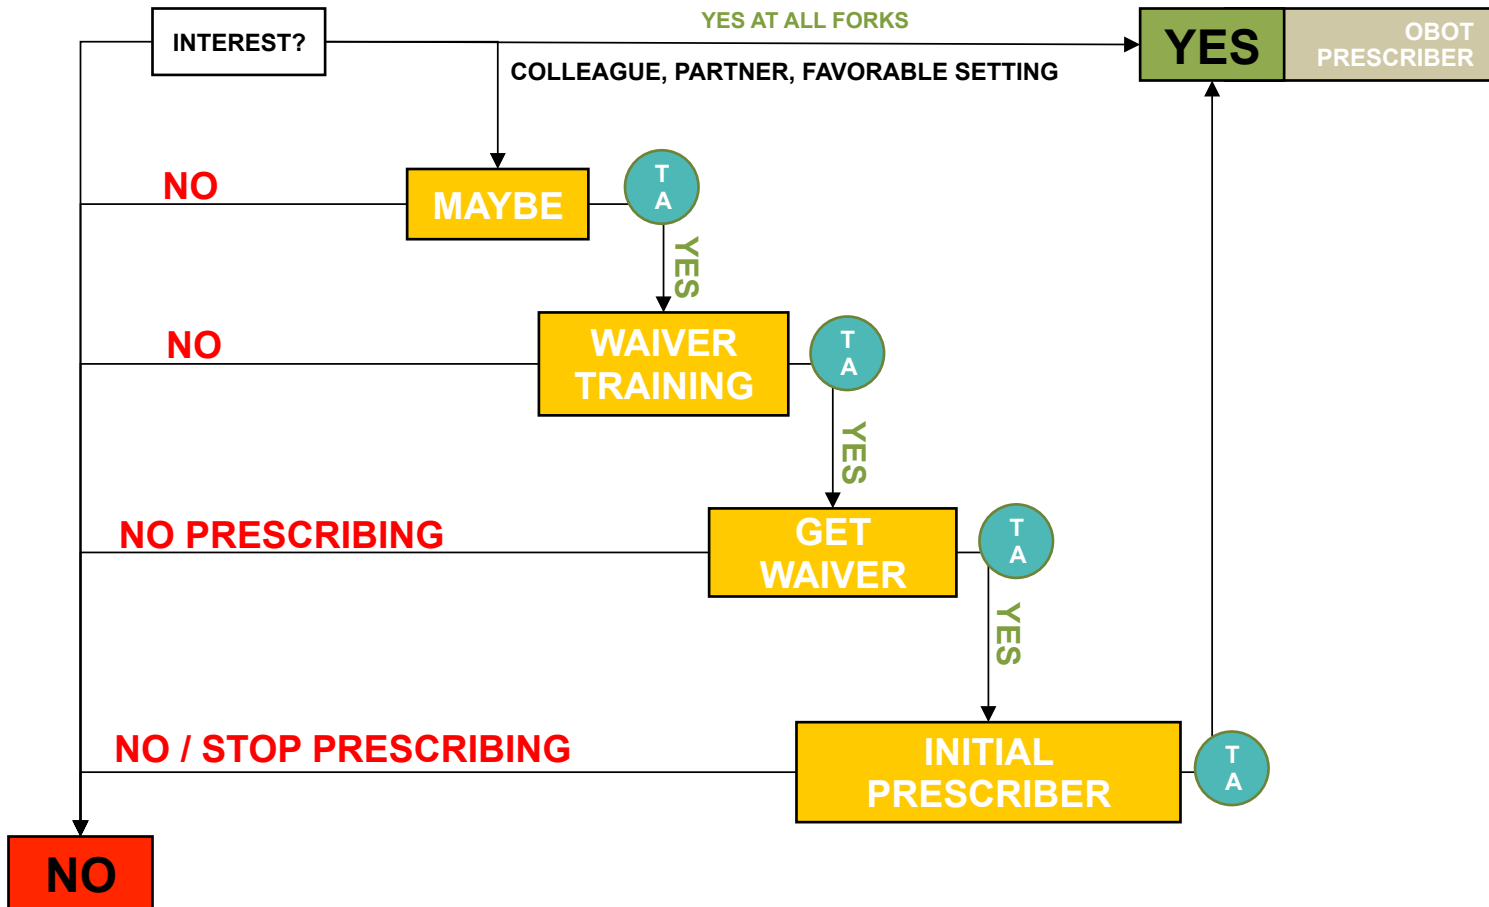 YES AT ALL FORKS
INTEREST?
YES
OBOT
PRESCRIBER
COLLEAGUE, PARTNER, FAVORABLE SETTING
NO
MAYBE
T
A
YES
NO
WAIVER
TRAINING
T
A
YES
NO PRESCRIBING
GET
WAIVER
T
A
YES
NO / STOP PRESCRIBING
INITIAL
PRESCRIBER
T
A
NO